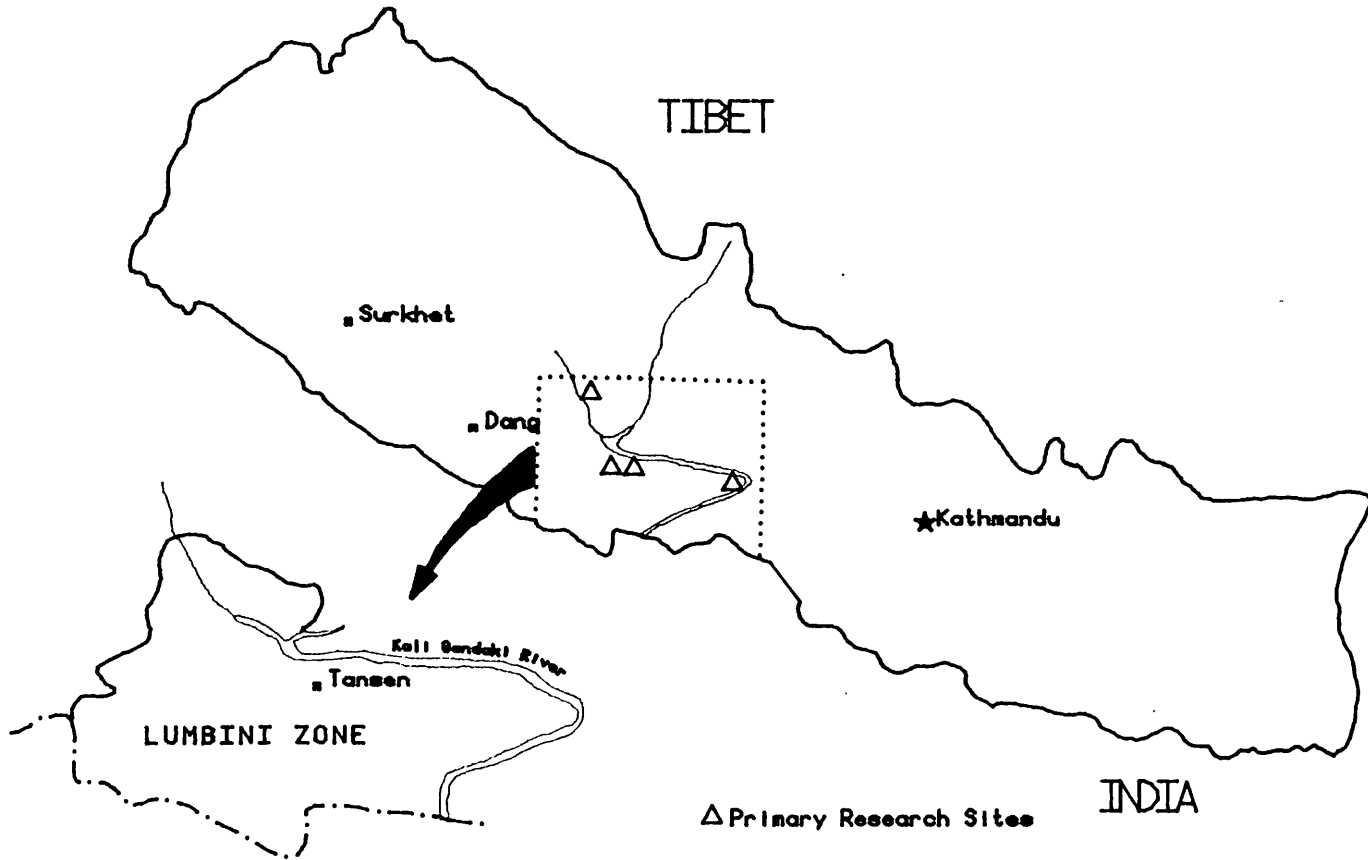 TIBET
Surkhet
Dang
Kathmandu
Kali Gandaki River
Tansen
LUMBINI ZONE
INDIA
Primary Research Sites